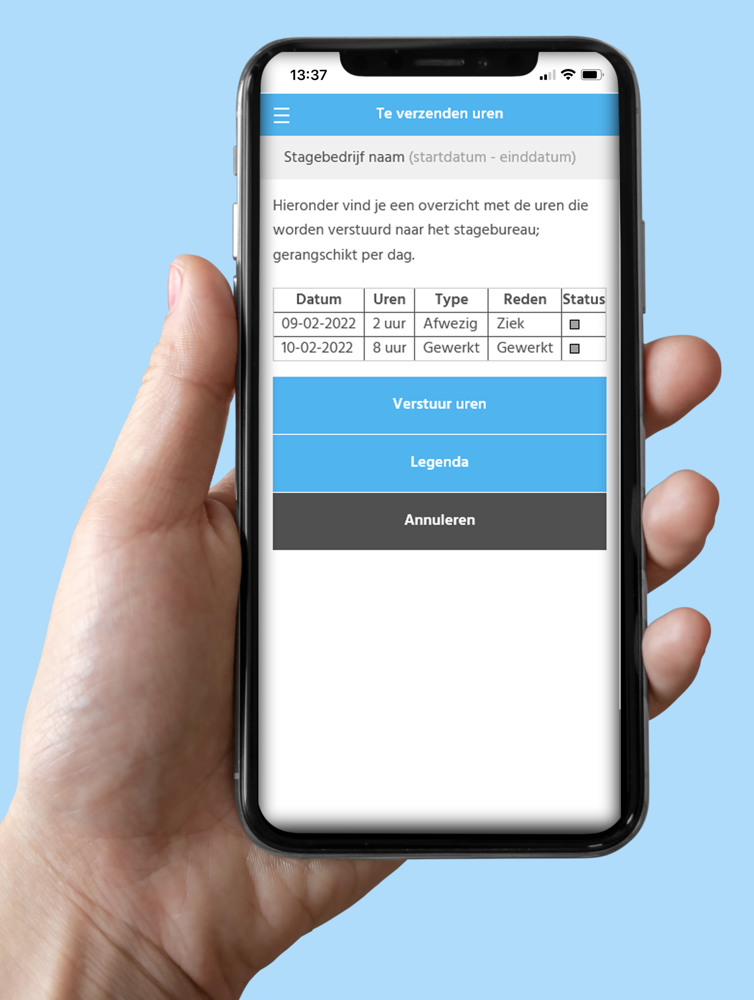 13:37
Te verzenden uren
Stagebedrijf naam (startdatum - einddatum)
Hieronder vind je een overzicht met de uren die
worden verstuurd naar het stagebureau;
gerangschikt per dag.
Datum Uren Type Reden Status
09-02-2022 2 uur Afwezig Ziek
10-02-2022 8 uur Gewerkt Gewerkt
Verstuur uren
Legenda
Annuleren